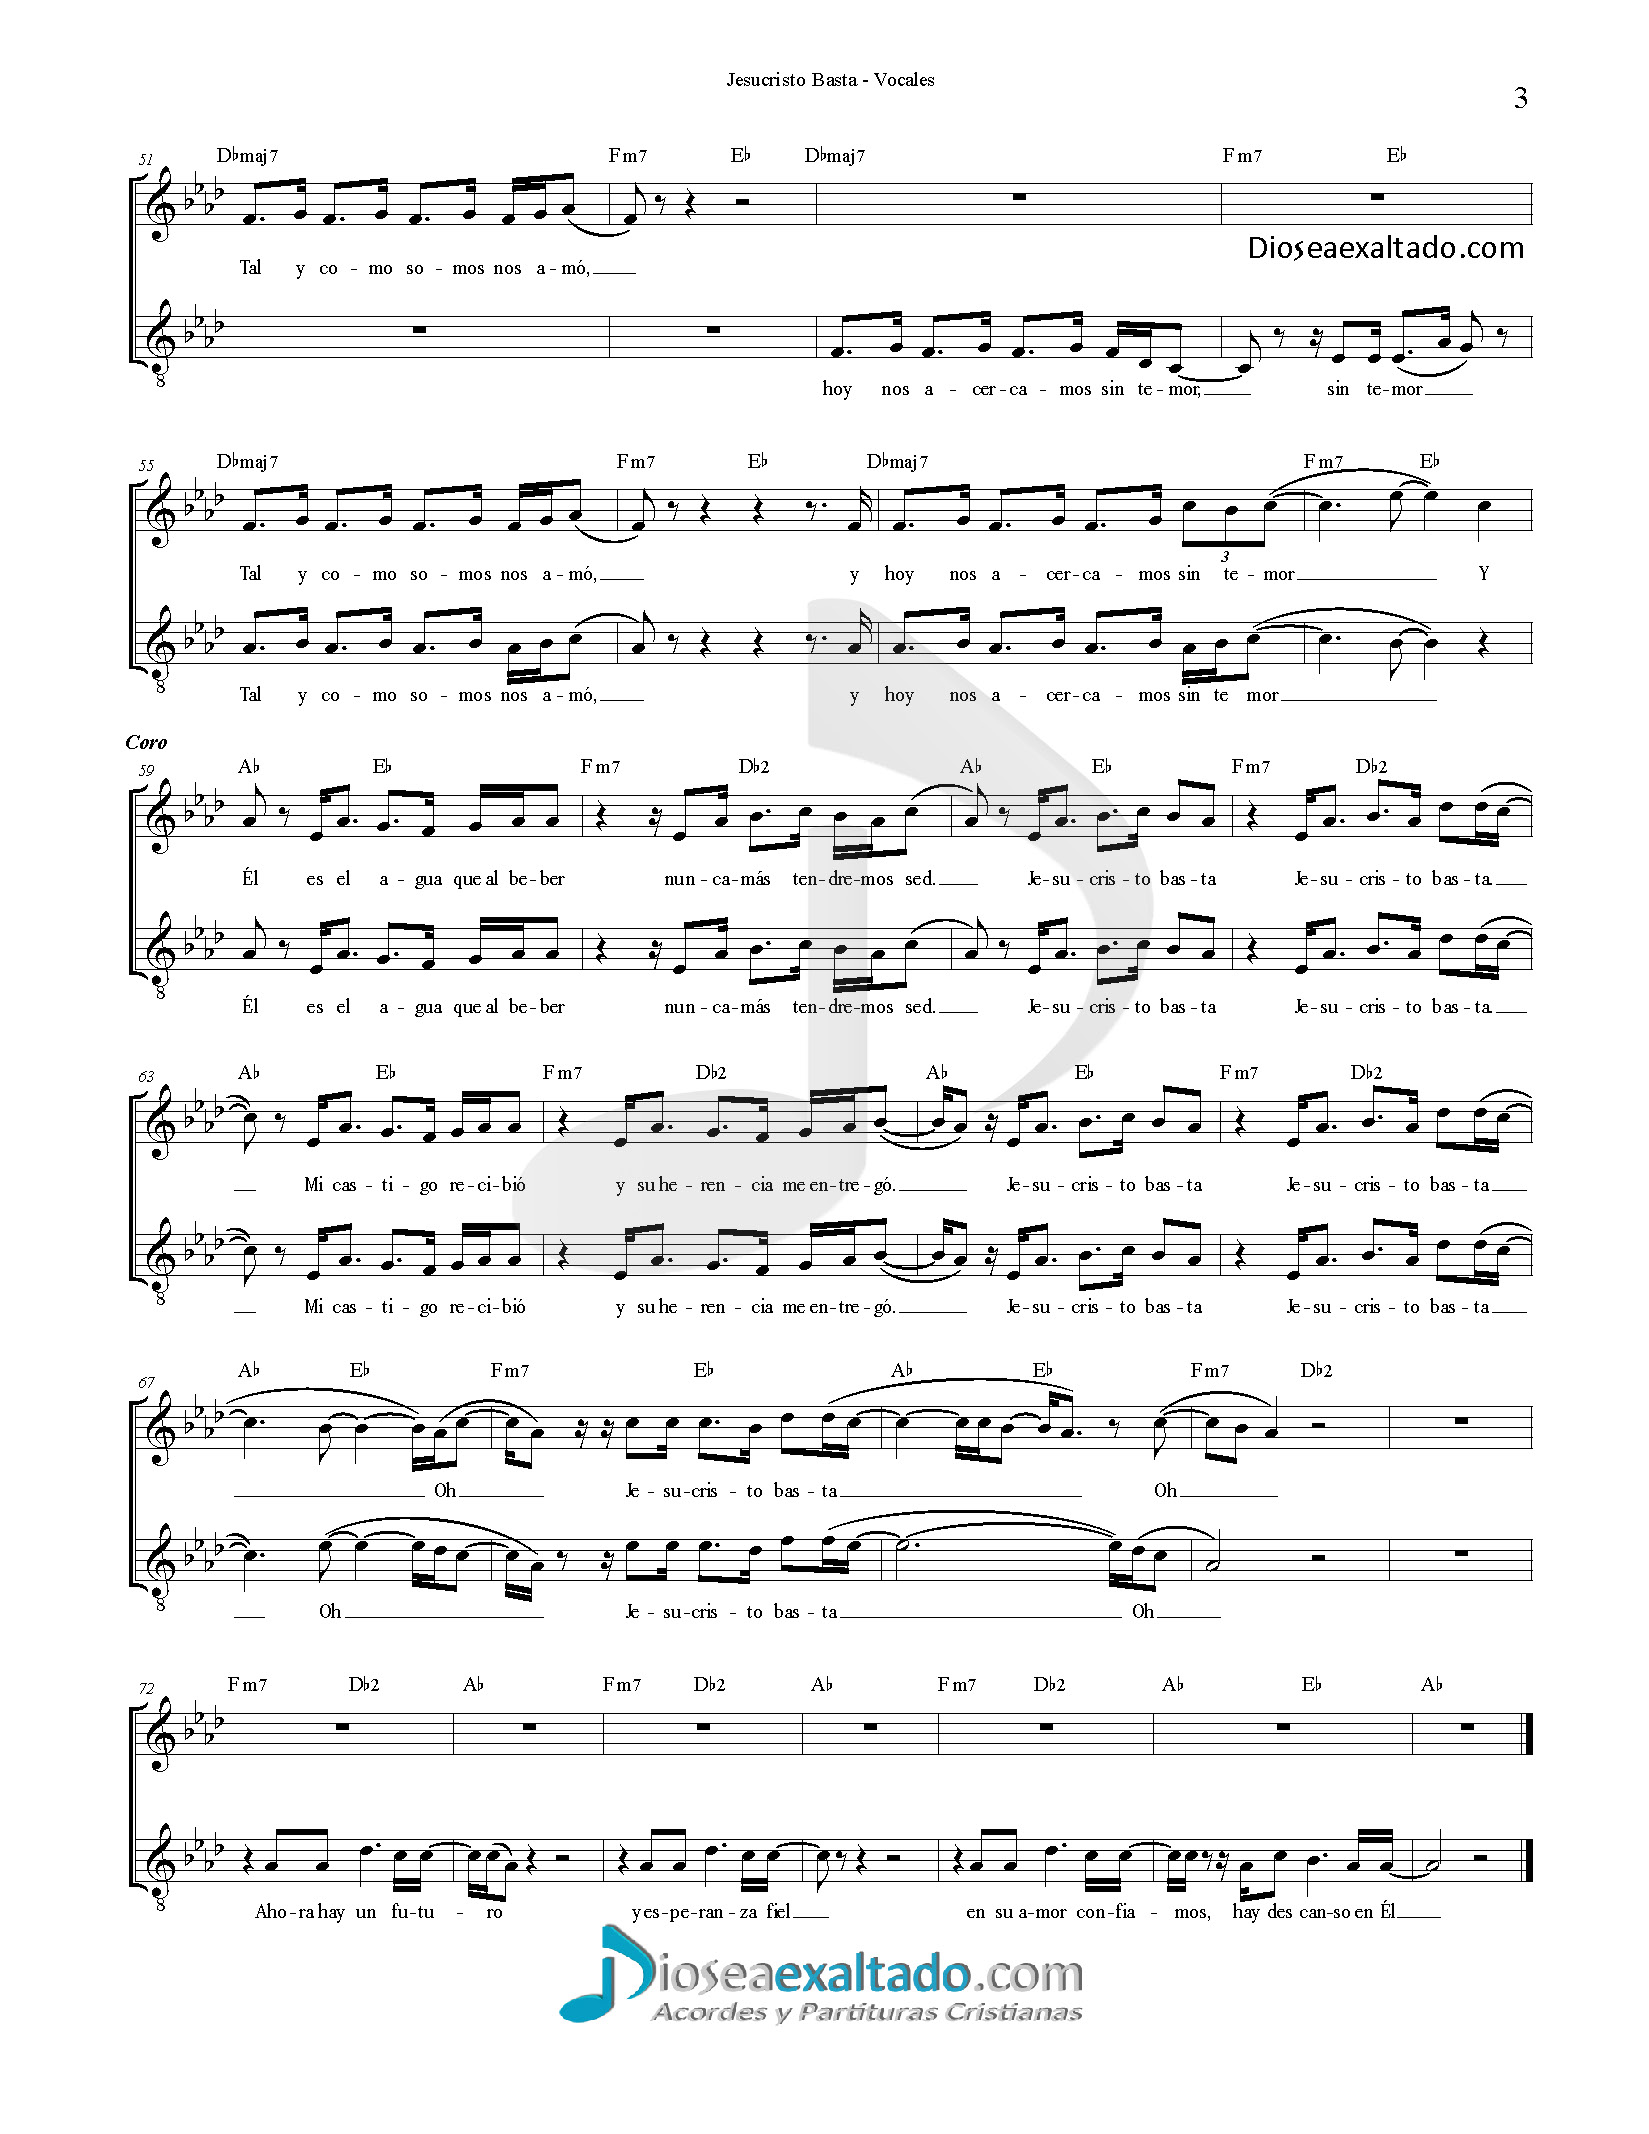 Jesucristo Basta - Vocales
3
51 D♭maj7 Fm7 E♭ D♭maj7 Fm7 E♭
Dioseaexaltado.com
Tal y co - mo so - mos nos a - mó,
8
hoy nos a - cer - ca - mos sin te - mor, sin te - mor
55 D♭maj7 Fm7 E♭ D♭maj7 Fm7 E♭
3
Tal y co - mo so - mos nos a - mó, y hoy nos a - cer - ca - mos sin te - mor Y
8
Tal y co - mo so - mos nos a - mó, y hoy nos a - cer - ca - mos sin te mor
Coro
59 A♭ E♭ Fm7 D♭2 A♭ E♭ Fm7 D♭2
Él es el a - gua que al be - ber nun - ca - más ten - dre - mos sed. Je - su - cris - to bas - ta Je - su - cris - to bas - ta.
8
Él es el a - gua que al be - ber nun - ca - más ten - dre - mos sed. Je - su - cris - to bas - ta Je - su - cris - to bas - ta.
63 A♭ E♭ Fm7 D♭2 A♭ E♭ Fm7 D♭2
Mi cas - ti - go re - ci - bió y su he - ren - cia me en - tre - gó. Je - su - cris - to bas - ta Je - su - cris - to bas - ta
8
Mi cas - ti - go re - ci - bió y su he - ren - cia me en - tre - gó. Je - su - cris - to bas - ta Je - su - cris - to bas - ta
67 A♭ E♭ Fm7 E♭ A♭ E♭ Fm7 D♭2
Oh Je - su - cris - to bas - ta Oh
8
Oh Je - su - cris - to bas - ta Oh
72 Fm7 D♭2 A♭ Fm7 D♭2 A♭ Fm7 D♭2 A♭ E♭ A♭
8
Aho - ra hay un fu - tu - ro y es - pe - ran - za fiel en su a - mor con - fia - mos, hay des can - so en Él
Dioseaexaltado.com
Acordes y Partituras Cristianas